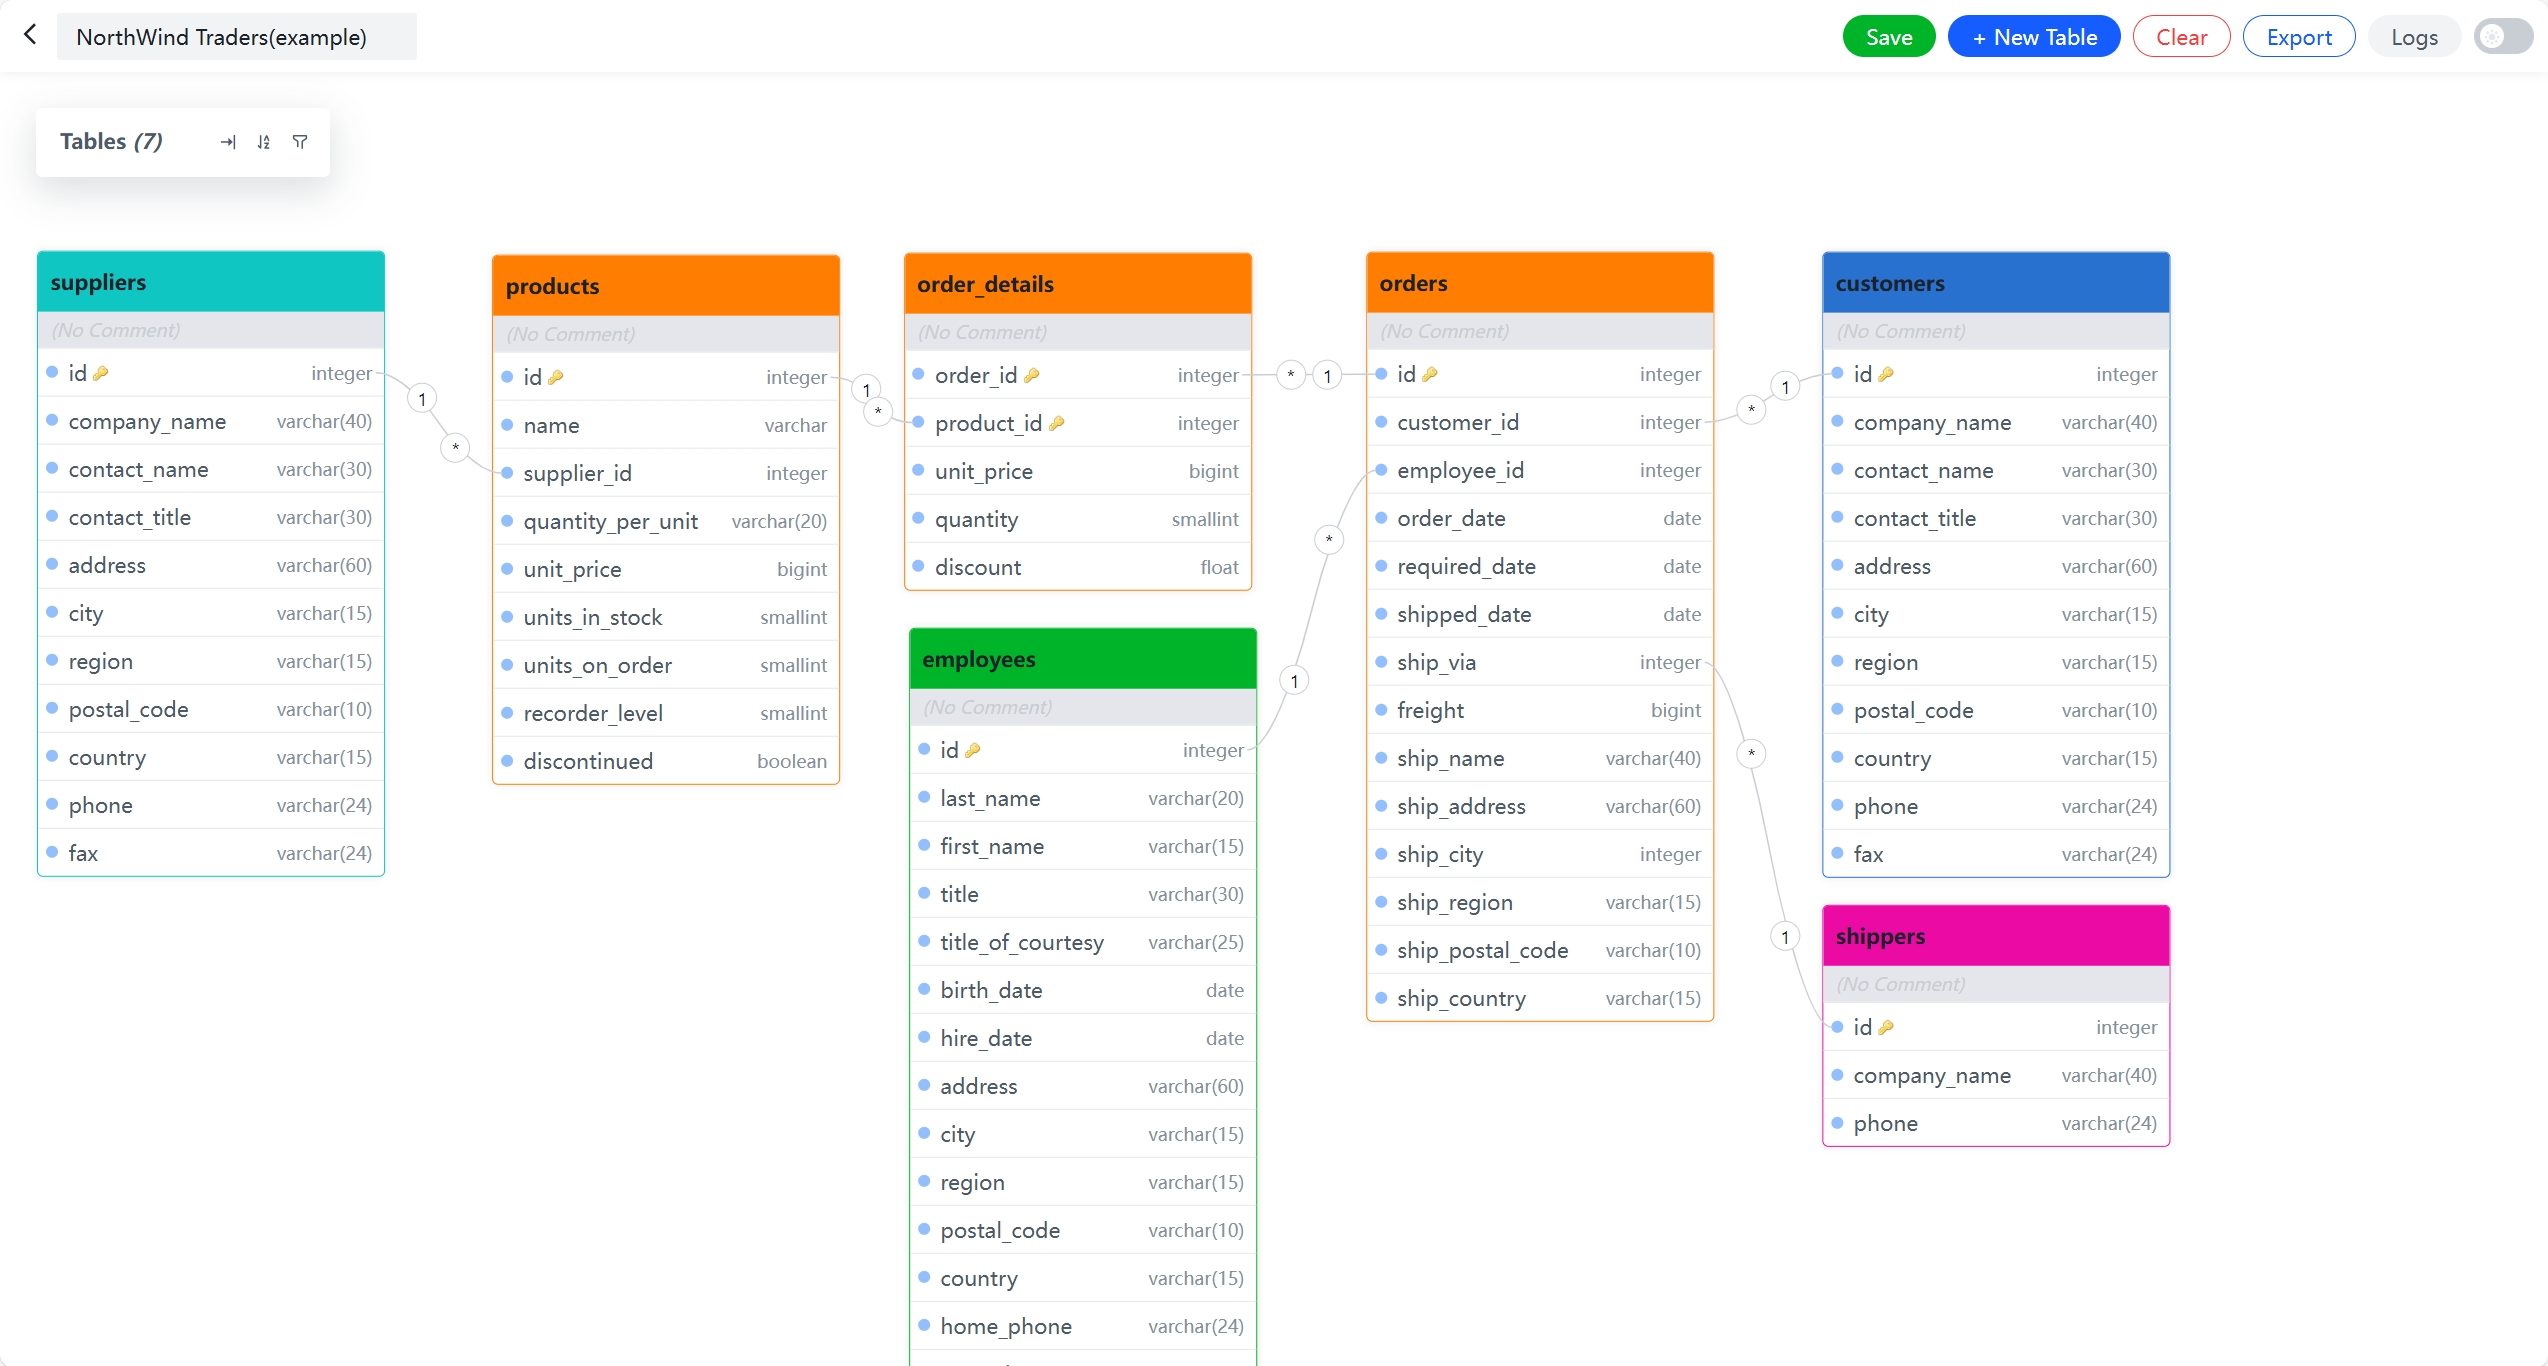 NorthWind Traders(example)
Save
+ New Table
Clear
Export
Logs
Tables (7)
suppliers
(No Comment)
id integer
company_name varchar(40)
contact_name varchar(30)
contact_title varchar(30)
address varchar(60)
city varchar(15)
region varchar(15)
postal_code varchar(10)
country varchar(15)
phone varchar(24)
fax varchar(24)
1
*
products
(No Comment)
id integer
name varchar
supplier_id integer
quantity_per_unit varchar(20)
unit_price bigint
units_in_stock smallint
units_on_order smallint
recorder_level smallint
discontinued boolean
1
*
order_details
(No Comment)
order_id integer
product_id integer
unit_price bigint
quantity smallint
discount float
* 1
employees
(No Comment)
id integer
last_name varchar(20)
first_name varchar(15)
title varchar(30)
title_of_courtesy varchar(25)
birth_date date
hire_date date
address varchar(60)
city varchar(15)
region varchar(15)
postal_code varchar(10)
country varchar(15)
home_phone varchar(24)
*
1
orders
(No Comment)
id integer
customer_id integer
employee_id integer
order_date date
required_date date
shipped_date date
ship_via integer
freight bigint
ship_name varchar(40)
ship_address varchar(60)
ship_city integer
ship_region varchar(15)
ship_postal_code varchar(10)
ship_country varchar(15)
1
*
*
1
customers
(No Comment)
id integer
company_name varchar(40)
contact_name varchar(30)
contact_title varchar(30)
address varchar(60)
city varchar(15)
region varchar(15)
postal_code varchar(10)
country varchar(15)
phone varchar(24)
fax varchar(24)
shippers
(No Comment)
id integer
company_name varchar(40)
phone varchar(24)